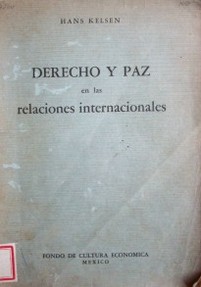 HANS KELSEN
DERECHO Y PAZ
en las
relaciones internacionales
FONDO DE CULTURA ECONOMICA
MEXICO